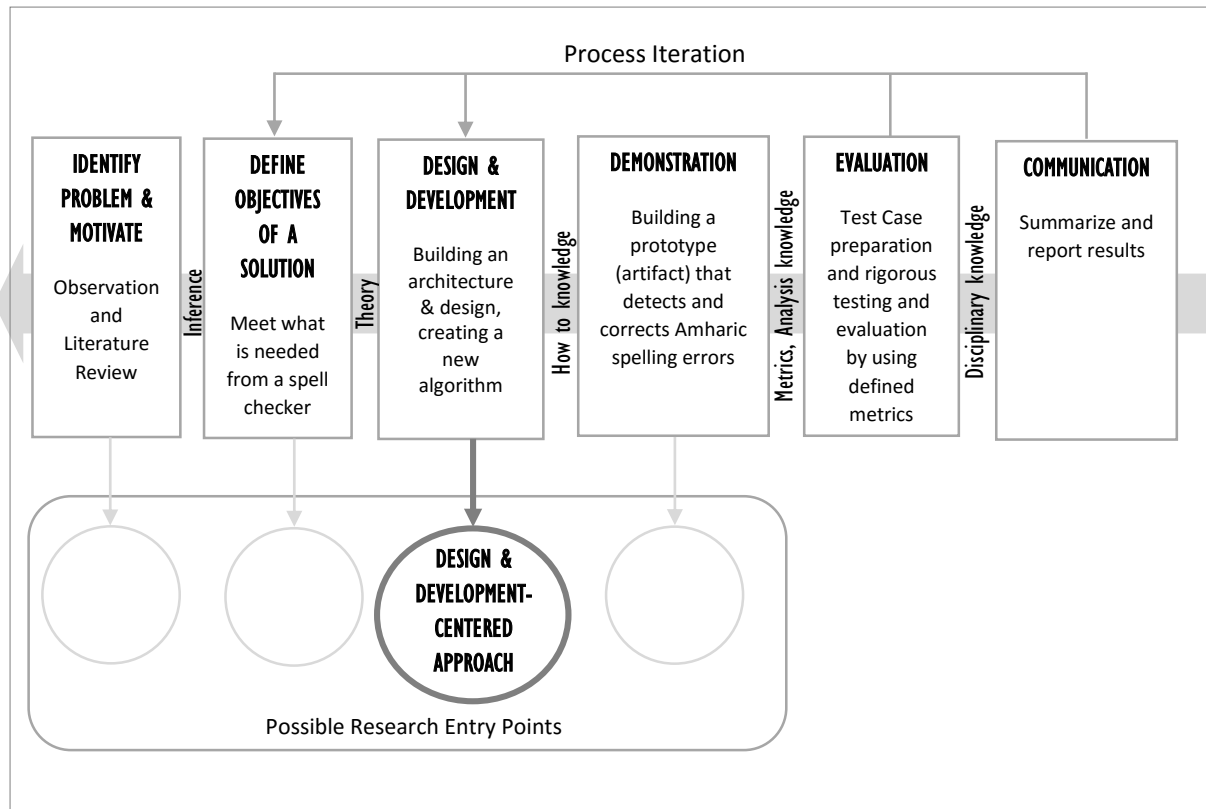 Process Iteration
IDENTIFY
PROBLEM &
MOTIVATE
Observation
and
Literature
Review
Inference
DEFINE
OBJECTIVES
OF A
SOLUTION
Meet what
is needed
from a spell
checker
Theory
DESIGN &
DEVELOPMENT
Building an
architecture
& design,
creating a
new
algorithm
How to knowledge
DEMONSTRATION
Building a
prototype
(artifact) that
detects and
corrects Amharic
spelling errors
Metrics, Analysis knowledge
EVALUATION
Test Case
preparation
and rigorous
testing and
evaluation
by using
defined
metrics
Disciplinary knowledge
COMMUNICATION
Summarize and
report results
DESIGN &
DEVELOPMENT-
CENTERED
APPROACH
Possible Research Entry Points